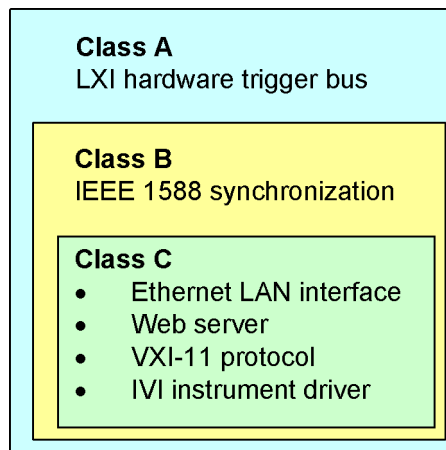 Class A
LXI hardware trigger bus
Class B
IEEE 1588 synchronization
Class C
• Ethernet LAN interface
• Web server
• VXI-11 protocol
• IVI instrument driver